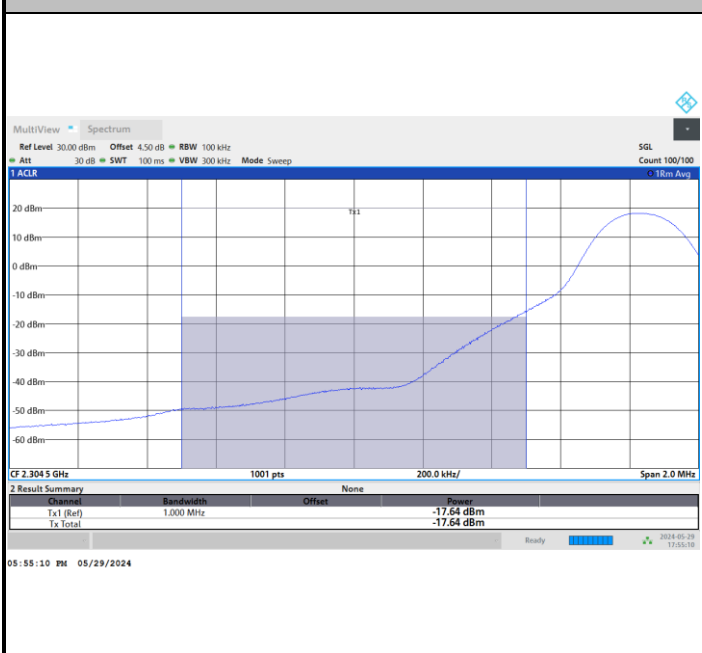 MultiView Spectrum
Ref Level 30.00 dBm Offset 4.50 dB RBW 100 kHz SGL
Att 30 dB SWT 100 ms VBW 300 kHz Mode Sweep Count 100/100
1 ACLR 1Rm Avg
Tx1
20 dBm
10 dBm
0 dBm
-10 dBm
-20 dBm
-30 dBm
-40 dBm
-50 dBm
-60 dBm
CF 2.304 5 GHz 1001 pts 200.0 kHz/ Span 2.0 MHz
2 Result Summary None
Channel Bandwidth Offset Power
Tx1 (Ref) 1.000 MHz -17.64 dBm
Tx Total -17.64 dBm
Ready 2024-05-29
17:55:10
05:55:10 PM 05/29/2024